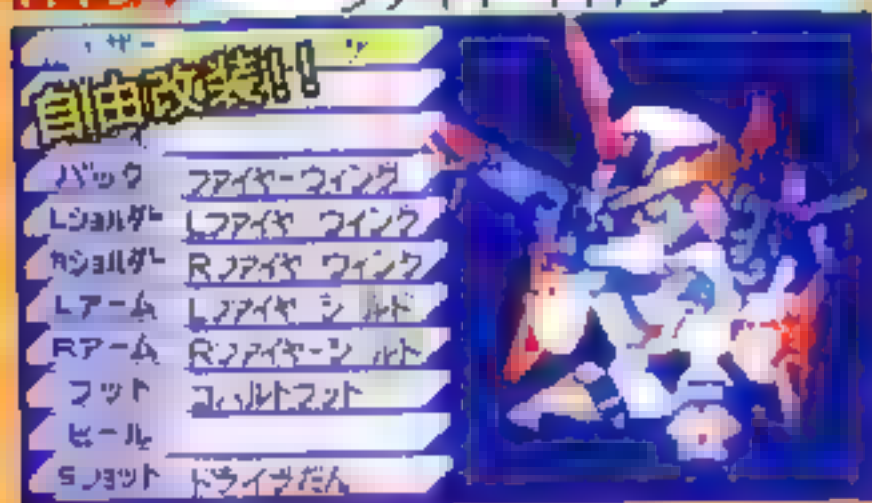 自由改装!!
バック ファイヤーウィング
Lショルダー Lファイヤーウィング
Rショルダー Rファイヤーウィング
Lアーム Lファイヤーシールド
Rアーム Rファイヤーシールド
フット コバルトフット
ヒール
Sショット ドライブだん